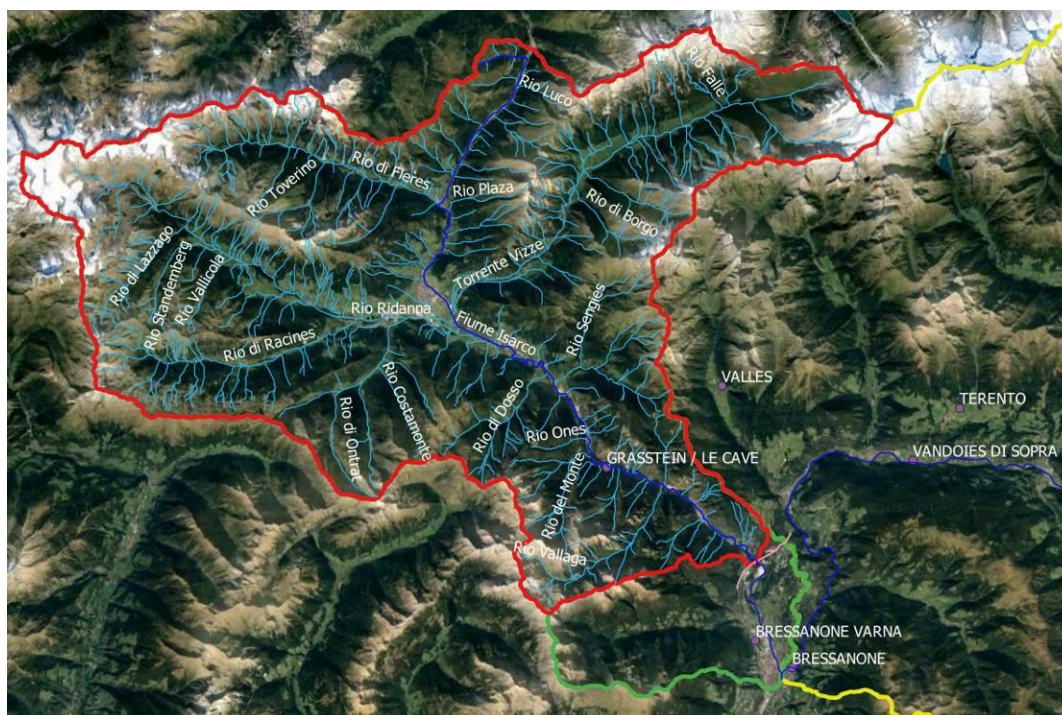 Rio Luco
Rio Falle
Rio di Fleres
Rio Plaza
Rio Toverino
Rio di Borgo
Rio di Lazzago
Rio Standemberg
Rio Vallicola
Torrente Vizze
Rio Ridanna
Fiume Isarco
Rio Sengies
Rio di Racines
Rio di Ontrat
Rio Costamonte
Rio di Dosso
Rio Ones
VALLES
TERENTO
GRASSTEIN / LE CAVE
VANDOIES DI SOPRA
Rio del Monte
Rio Vallaga
BRESSANONE VARNA
BRESSANONE